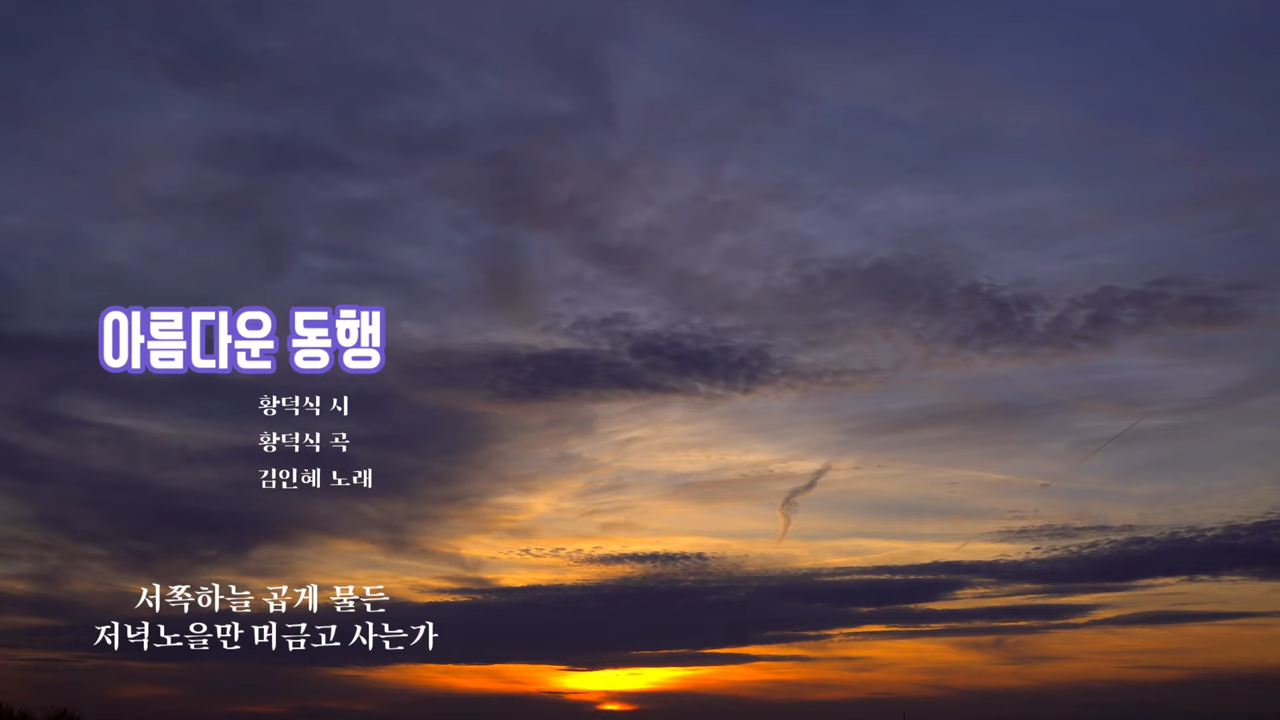 아름다운 동행
황덕식 시
황덕식 곡
김인혜 노래
서쪽하늘 곱게 물든
저녁노을만 머금고 사는가